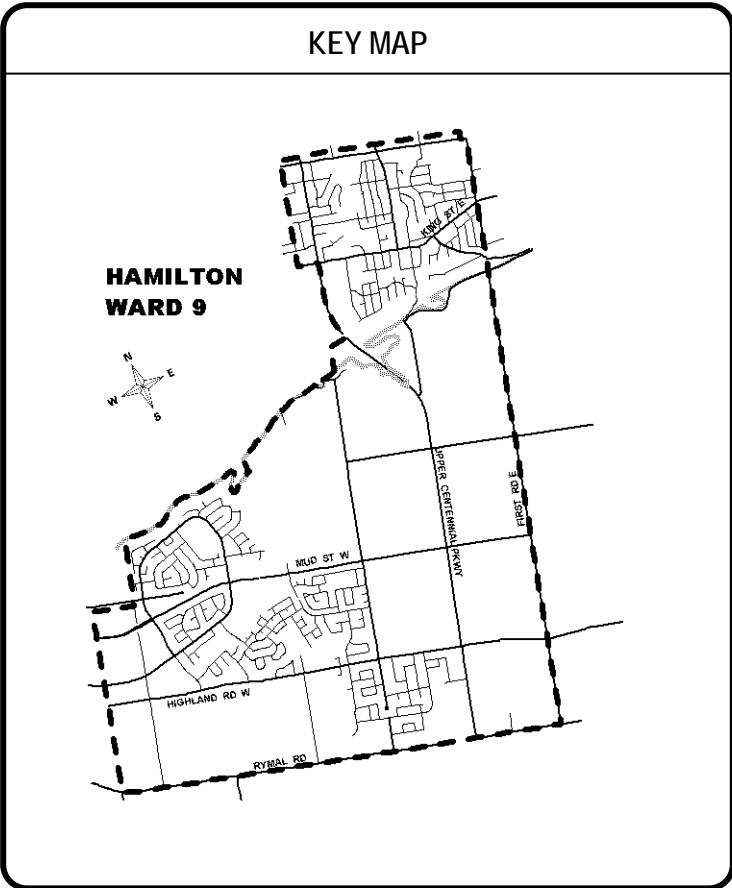 KEY MAP
KING ST E
HAMILTON
WARD 9
N
E
W
S
UPPER CENTENNIAL PKWY
FIRST RD E
MUD ST W
HIGHLAND RD W
RYMAL RD